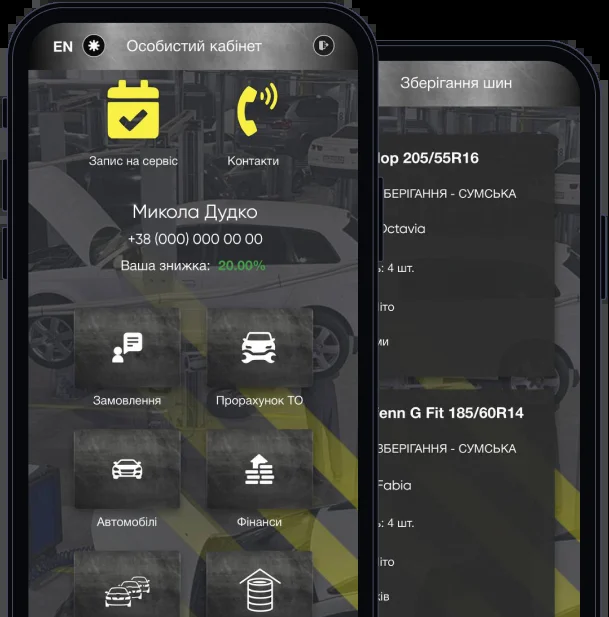 EN
Особистий кабінет
Запис на сервіс
Контакти
Микола Дудко
+38 (000) 000 00 00
Ваша знижка: 20.00%
Замовлення
Прорахунок ТО
Автомобілі
Фінанси
Зберігання шин
lop 205/55R16
ЗБЕРІГАННЯ - СУМСЬКА
Octavia
: 4 шт.
іто
ми
enn G Fit 185/60R14
ЗБЕРІГАННЯ - СУМСЬКА
Fabia
: 4 шт.
іто
ків